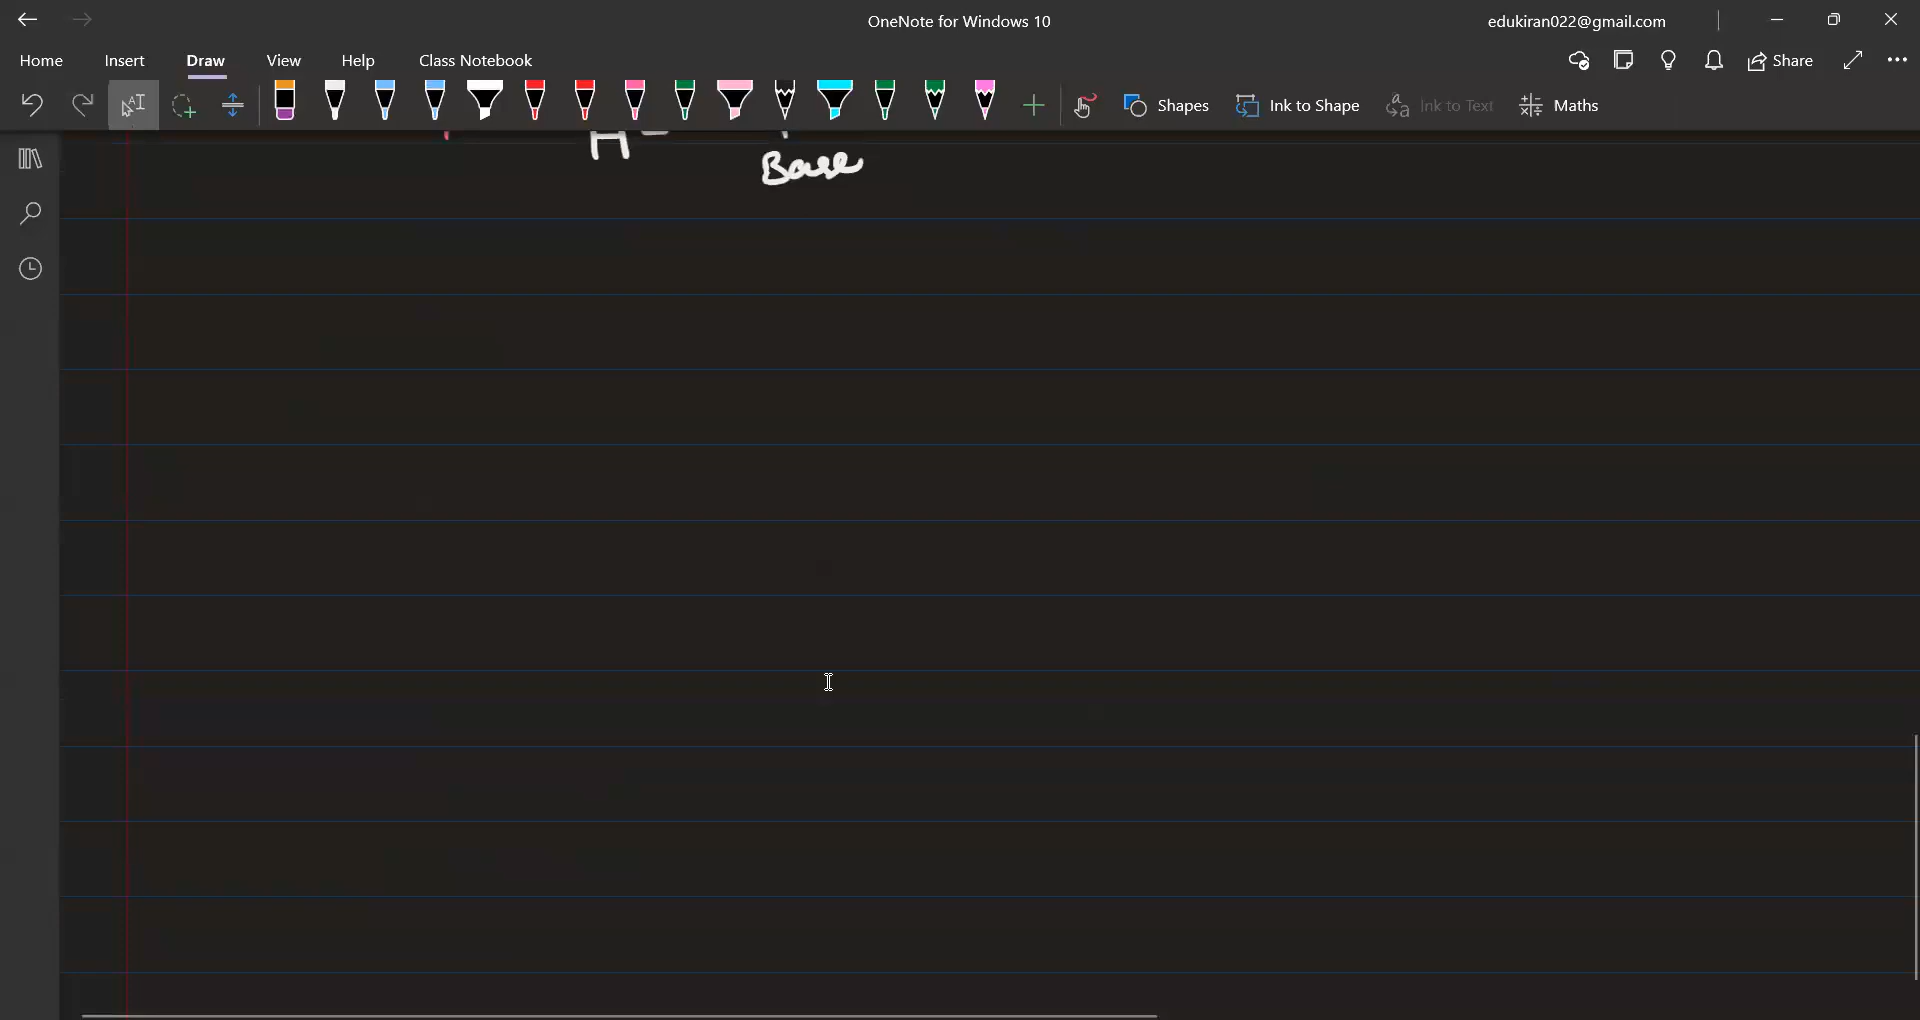 OneNote for Windows 10
edukiran022@gmail.com
Home Insert Draw View Help Class Notebook
Share
Shapes Ink to Shape Ink to Text Maths
Base